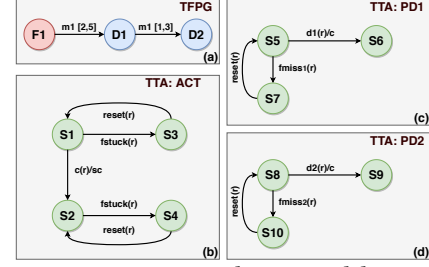 TFPG
F1
m1 [2,5]
D1
m1 [1,3]
D2
(a)
TTA: ACT
reset(r)
S1
S3
fstuck(r)
c(r)/sc
fstuck(r)
S2
S4
reset(r)
(b)
TTA: PD1
S5
d1(r)/c
S6
reset(r)
fmiss1(r)
S7
(c)
TTA: PD2
S8
d2(r)/c
S9
reset(r)
fmiss2(r)
S10
(d)